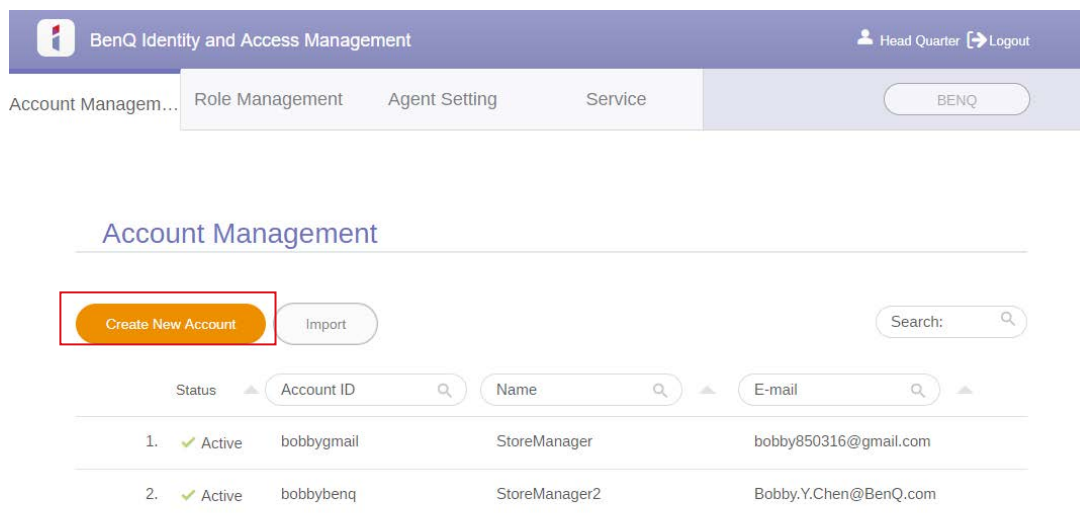 BenQ Identity and Access Management
Head Quarter Logout
Account Managem...
Role Management
Agent Setting
Service
BENQ
Account Management
Create New Account
Import
Search:
Status Account ID Name E-mail
1. Active bobbygmail StoreManager bobby850316@gmail.com
2. Active bobbybenq StoreManager2 Bobby.Y.Chen@BenQ.com